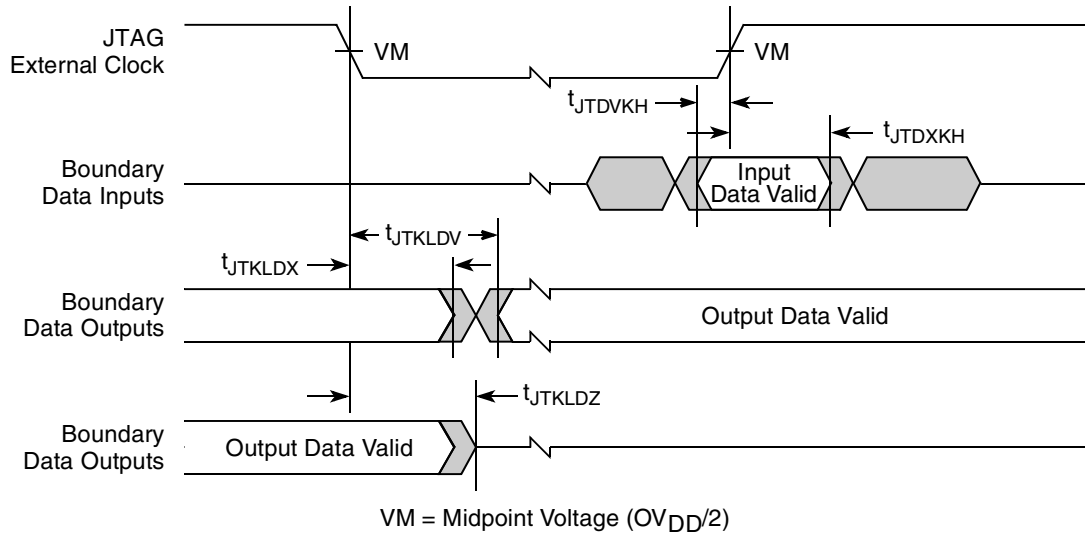 JTAG
External Clock
VM
VM
tJTDVKH
tJTDXKH
Boundary
Data Inputs
Input
Data Valid
tJTKLDV
tJTKLDX
Boundary
Data Outputs
Output Data Valid
tJTKLDZ
Boundary
Data Outputs
Output Data Valid
VM = Midpoint Voltage (OVDD/2)